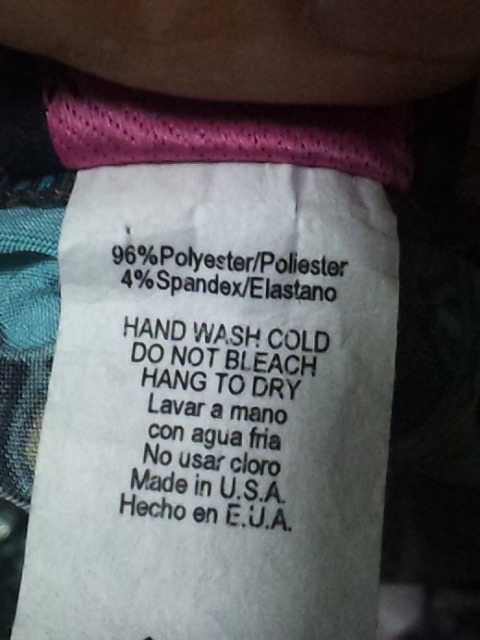 96%Polyester/Poliester
4%Spandex/Elastano
HAND WASH COLD
DO NOT BLEACH
HANG TO DRY
Lavar a mano
con agua fria
No usar cloro
Made in U.S.A.
Hecho en E.U.A.